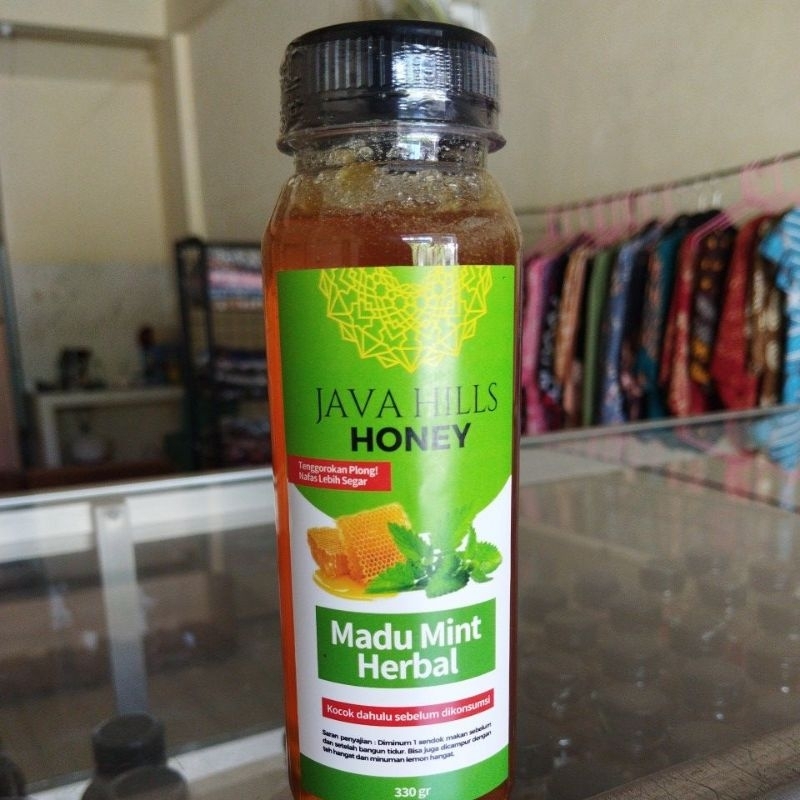 JAVA HILLS
HONEY
Tenggorokan Plong!
Nafas Lebih Segar
Madu Mint
Herbal
Kocok dahulu sebelum dikonsumsi
Saran penyajian : Diminum 1 sendok makan sebelum
dan setelah bangun tidur. Bisa juga dicampur dengan
teh hangat dan minuman lemon hangat.
330 gr